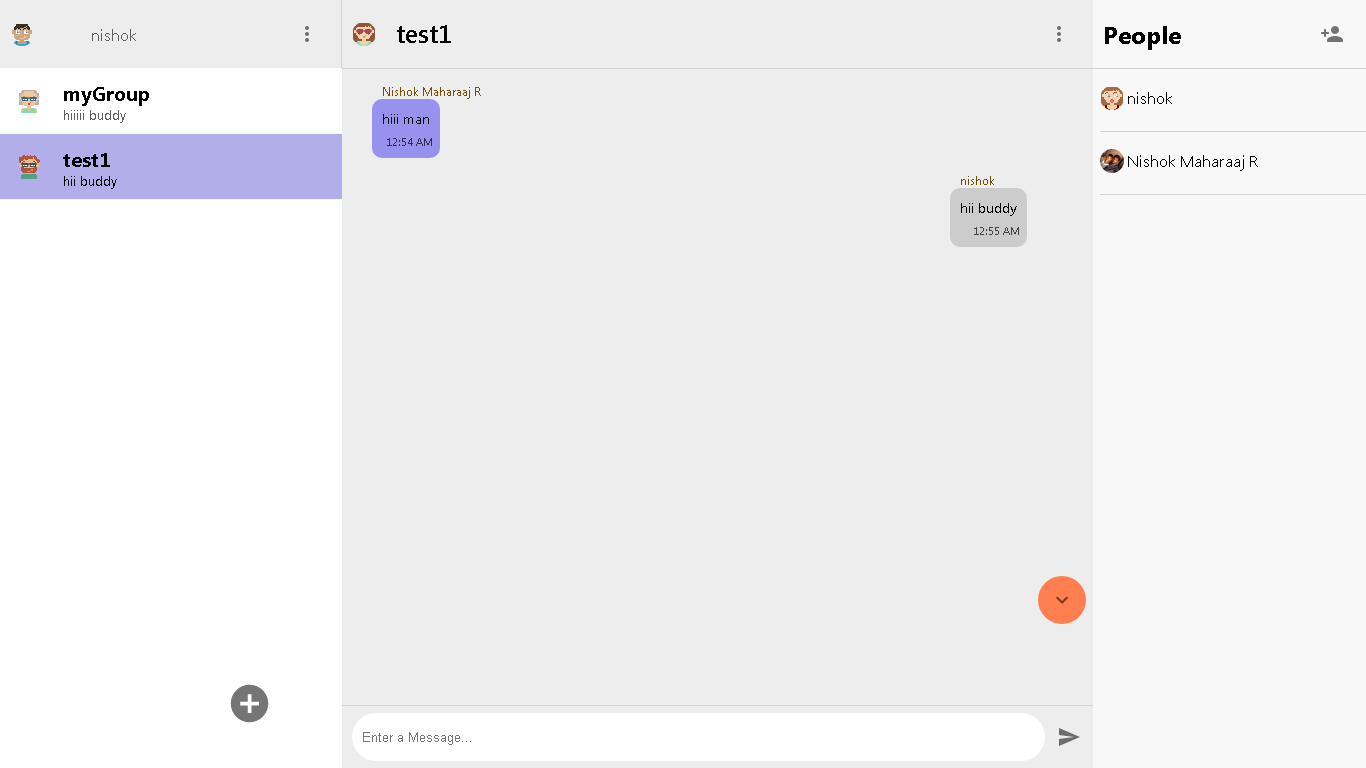 nishok
myGroup
hiiiii buddy
test1
hii buddy
test1
Nishok Maharaaj R
hiii man
12:54 AM
nishok
hii buddy
12:55 AM
Enter a Message...
People
nishok
Nishok Maharaaj R